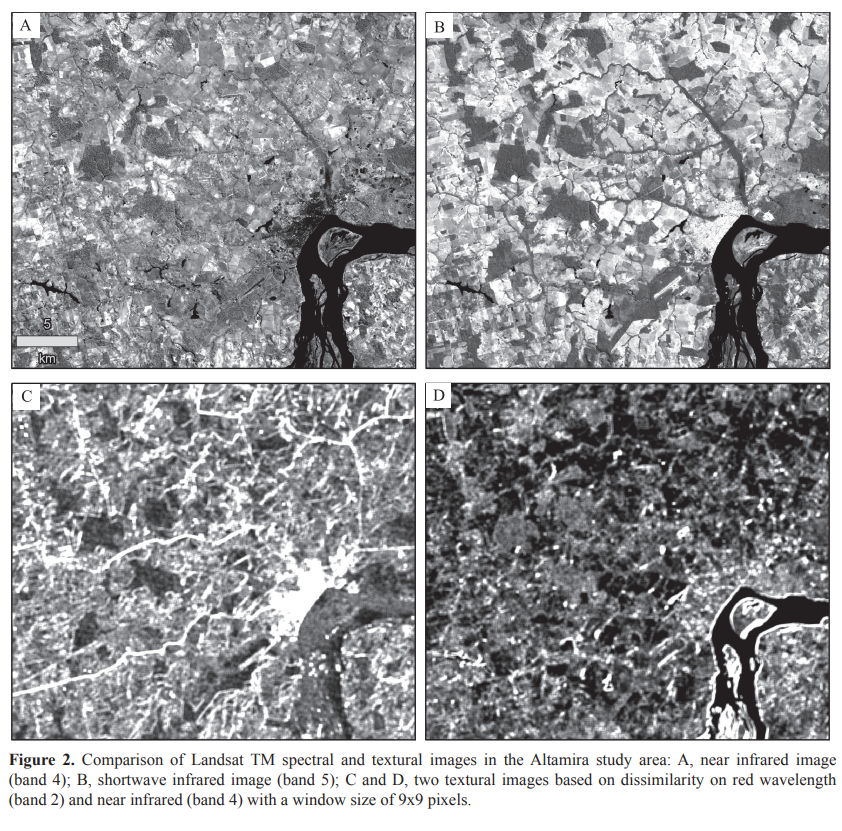 A
B
5
km
C
D
Figure 2. Comparison of Landsat TM spectral and textural images in the Altamira study area: A, near infrared image
(band 4); B, shortwave infrared image (band 5); C and D, two textural images based on dissimilarity on red wavelength
(band 2) and near infrared (band 4) with a window size of 9x9 pixels.